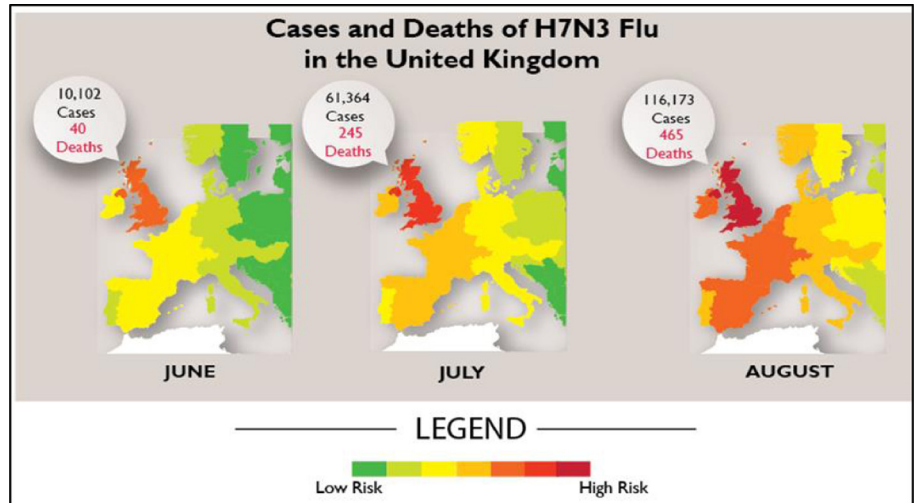 Cases and Deaths of H7N3 Flu
in the United Kingdom
10,102
Cases
40
Deaths
61,364
Cases
245
Deaths
116,173
Cases
465
Deaths
JUNE
JULY
AUGUST
LEGEND
Low Risk
High Risk